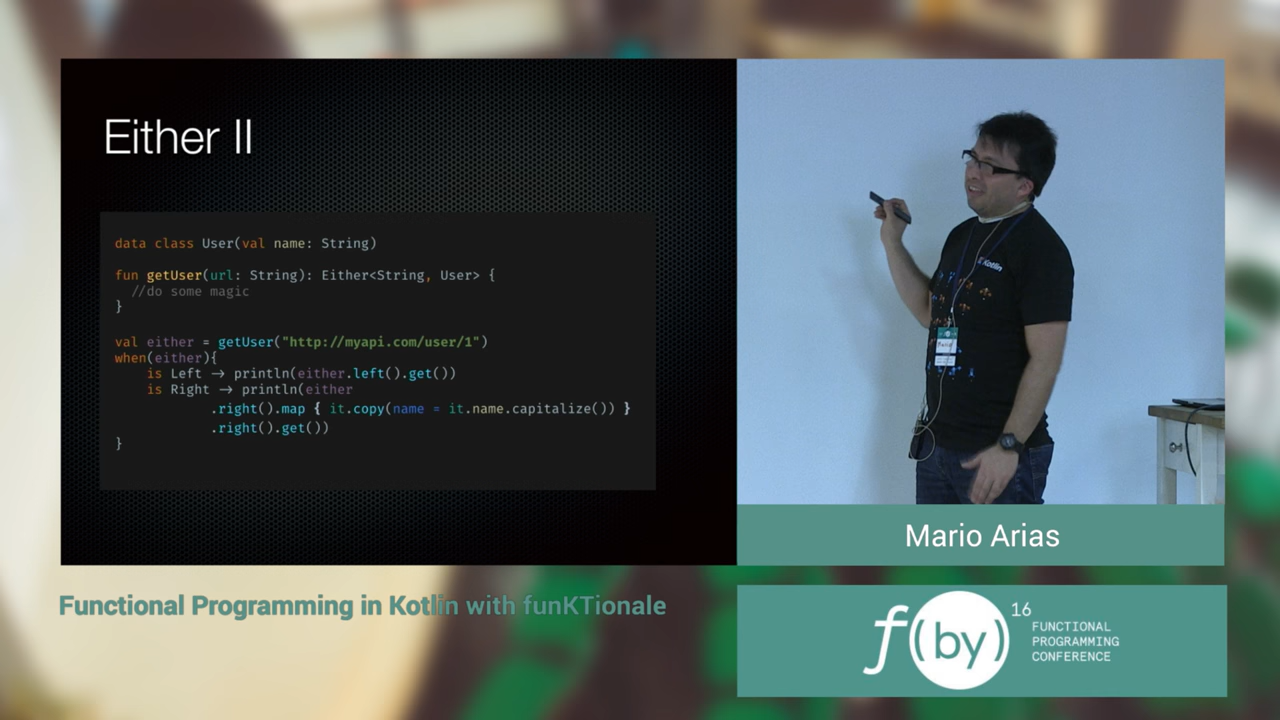 Either II
data class User(val name: String)
fun getUser(url: String): Either<String, User> {
//do some magic
}
val either = getUser("http://myapi.com/user/1")
when(either){
is Left → println(either.left().get())
is Right → println(either
.right().map { it.copy(name = it.name.capitalize()) }
.right().get())
}
Kotlin
Mario Arias
Functional Programming in Kotlin with funKTionale
f(by) 16
FUNCTIONAL
PROGRAMMING
CONFERENCE